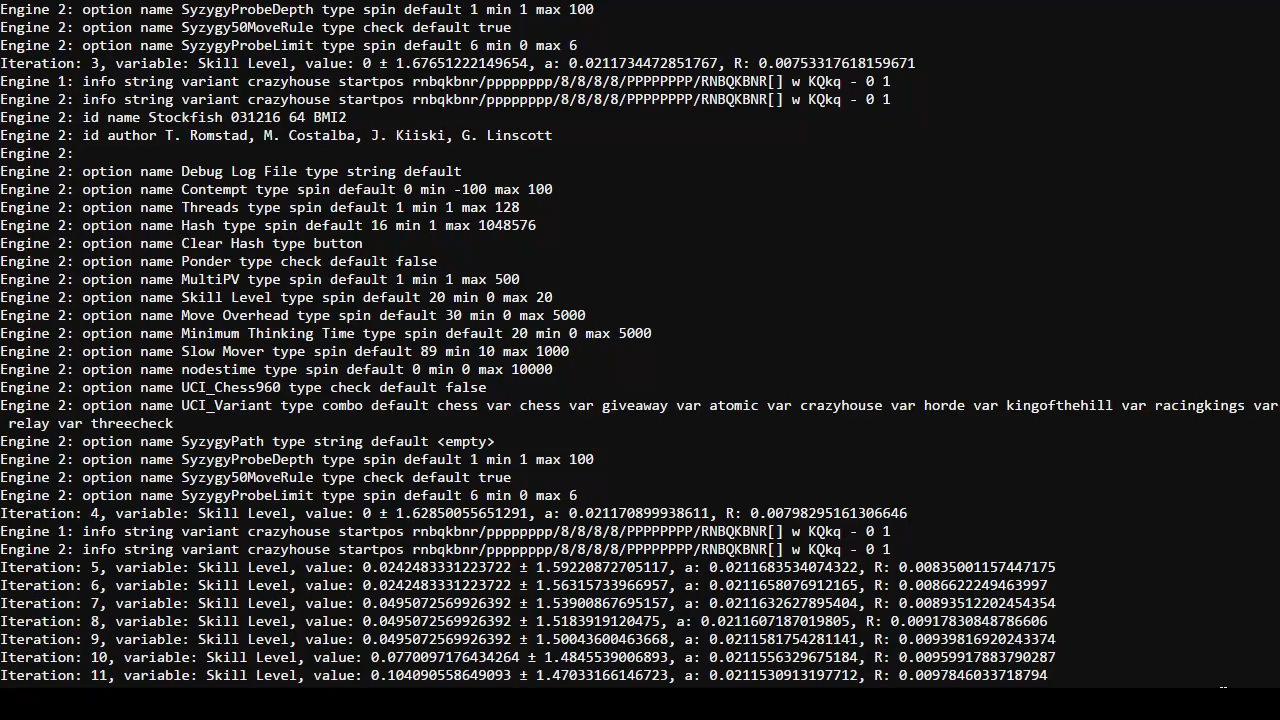 Engine 2: option name SyzygyProbeDepth type spin default 1 min 1 max 100
Engine 2: option name Syzygy50MoveRule type check default true
Engine 2: option name SyzygyProbeLimit type spin default 6 min 0 max 6
Iteration: 3, variable: Skill Level, value: 0 ± 1.67651222149654, a: 0.0211734472851767, R: 0.00753317618159671
Engine 1: info string variant crazyhouse startpos rnbqkbnr/pppppppp/8/8/8/8/PPPPPPPP/RNBQKBNR[] w KQkq - 0 1
Engine 2: info string variant crazyhouse startpos rnbqkbnr/pppppppp/8/8/8/8/PPPPPPPP/RNBQKBNR[] w KQkq - 0 1
Engine 2: id name Stockfish 031216 64 BMI2
Engine 2: id author T. Romstad, M. Costalba, J. Kiiski, G. Linscott
Engine 2:
Engine 2: option name Debug Log File type string default
Engine 2: option name Contempt type spin default 0 min -100 max 100
Engine 2: option name Threads type spin default 1 min 1 max 128
Engine 2: option name Hash type spin default 16 min 1 max 1048576
Engine 2: option name Clear Hash type button
Engine 2: option name Ponder type check default false
Engine 2: option name MultiPV type spin default 1 min 1 max 500
Engine 2: option name Skill Level type spin default 20 min 0 max 20
Engine 2: option name Move Overhead type spin default 30 min 0 max 5000
Engine 2: option name Minimum Thinking Time type spin default 20 min 0 max 5000
Engine 2: option name Slow Mover type spin default 89 min 10 max 1000
Engine 2: option name nodestime type spin default 0 min 0 max 10000
Engine 2: option name UCI_Chess960 type check default false
Engine 2: option name UCI_Variant type combo default chess var chess var giveaway var atomic var crazyhouse var horde var kingofthehill var racingkings var
relay var threecheck
Engine 2: option name SyzygyPath type string default <empty>
Engine 2: option name SyzygyProbeDepth type spin default 1 min 1 max 100
Engine 2: option name Syzygy50MoveRule type check default true
Engine 2: option name SyzygyProbeLimit type spin default 6 min 0 max 6
Iteration: 4, variable: Skill Level, value: 0 ± 1.62850055651291, a: 0.021170899938611, R: 0.00798295161306646
Engine 1: info string variant crazyhouse startpos rnbqkbnr/pppppppp/8/8/8/8/PPPPPPPP/RNBQKBNR[] w KQkq - 0 1
Engine 2: info string variant crazyhouse startpos rnbqkbnr/pppppppp/8/8/8/8/PPPPPPPP/RNBQKBNR[] w KQkq - 0 1
Iteration: 5, variable: Skill Level, value: 0.0242483331223722 ± 1.59220872705117, a: 0.0211683534074322, R: 0.00835001157447175
Iteration: 6, variable: Skill Level, value: 0.0242483331223722 ± 1.56315733966957, a: 0.0211658076912165, R: 0.0086622249463997
Iteration: 7, variable: Skill Level, value: 0.0495072569926392 ± 1.53900867695157, a: 0.0211632627895404, R: 0.00893512202454354
Iteration: 8, variable: Skill Level, value: 0.0495072569926392 ± 1.5183919120475, a: 0.0211607187019805, R: 0.00917830848786606
Iteration: 9, variable: Skill Level, value: 0.0495072569926392 ± 1.50043600463668, a: 0.0211581754281141, R: 0.00939816920243374
Iteration: 10, variable: Skill Level, value: 0.0770097176434264 ± 1.4845539006893, a: 0.0211556329675184, R: 0.00959917883790287
Iteration: 11, variable: Skill Level, value: 0.104090558649093 ± 1.47033166146723, a: 0.0211530913197712, R: 0.0097846033718794